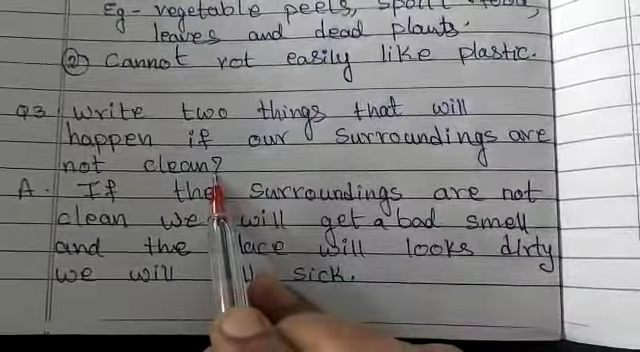 Eg - vegetable peels, spoilt food,
leaves and dead plants.
② Cannot rot easily like plastic.
Q3 Write two things that will
happen if our surroundings are
not clean?
A. If the surroundings are not
clean we will get a bad smell
and the lace will looks dirty
we will ll sick.